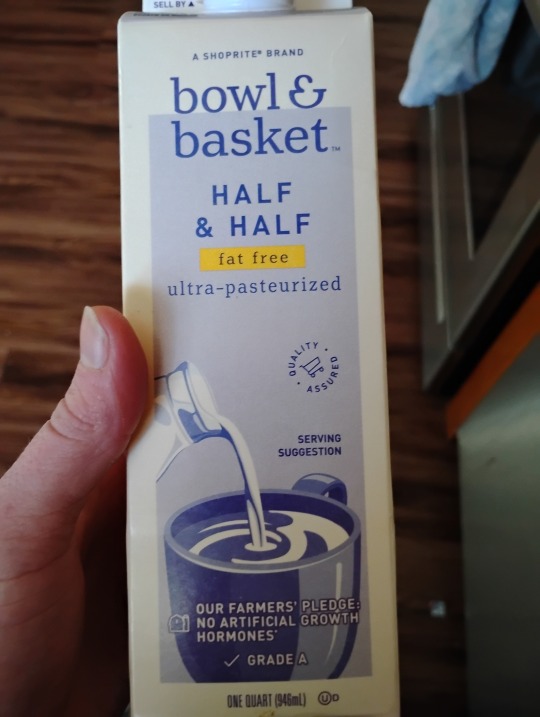 SELL BY ▲
A SHOPRITE® BRAND
bowl &
basket™
HALF
& HALF
fat free
ultra-pasteurized
QUALITY · ASSURED ·
SERVING
SUGGESTION
OUR FARMERS' PLEDGE:
NO ARTIFICIAL GROWTH
HORMONES*
✓ GRADE A
ONE QUART (946mL) ⓊD